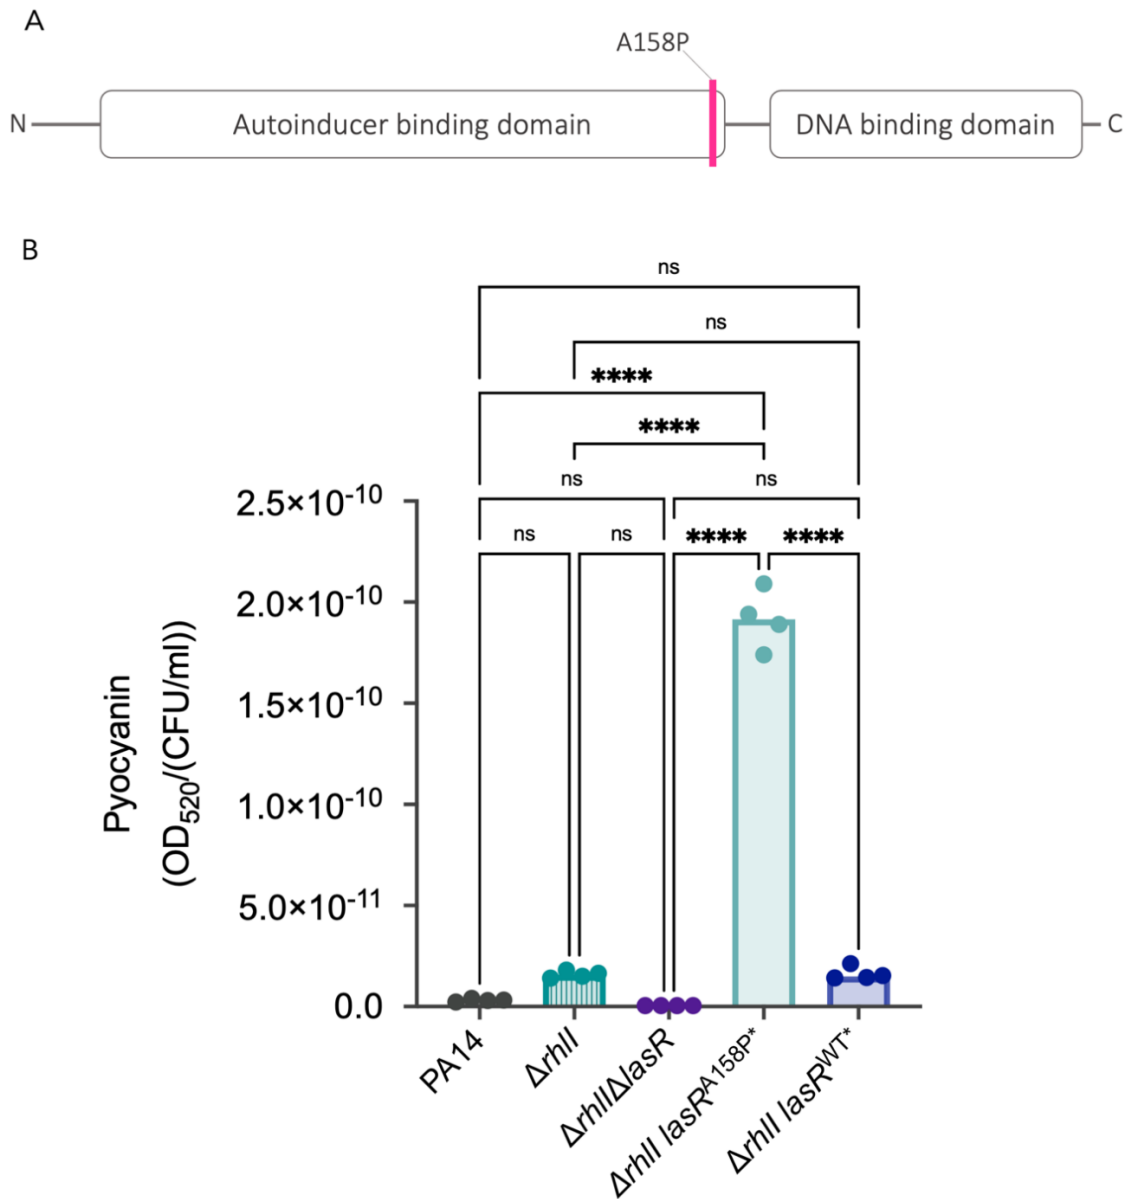 A
A158P
N
Autoinducer binding domain
DNA binding domain
C
B
ns
ns
****
****
ns
ns
ns
ns
****
****
2.5×10⁻¹⁰
2.0×10⁻¹⁰
1.5×10⁻¹⁰
1.0×10⁻¹⁰
5.0×10⁻¹¹
0.0
Pyocyanin
(OD₅₂₀/(CFU/ml))
PA14
ΔrhlI
ΔrhlIΔlasR
ΔrhlI lasRᴬ¹⁵⁸ᴾ*
ΔrhlI lasRᵂᵀ*